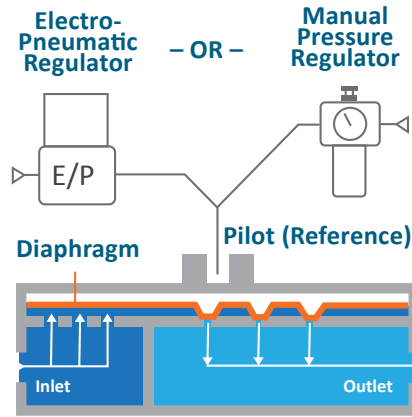 Electro-
Pneumatic
Regulator
– OR –
Manual
Pressure
Regulator
E/P
Pilot (Reference)
Diaphragm
Inlet
Outlet